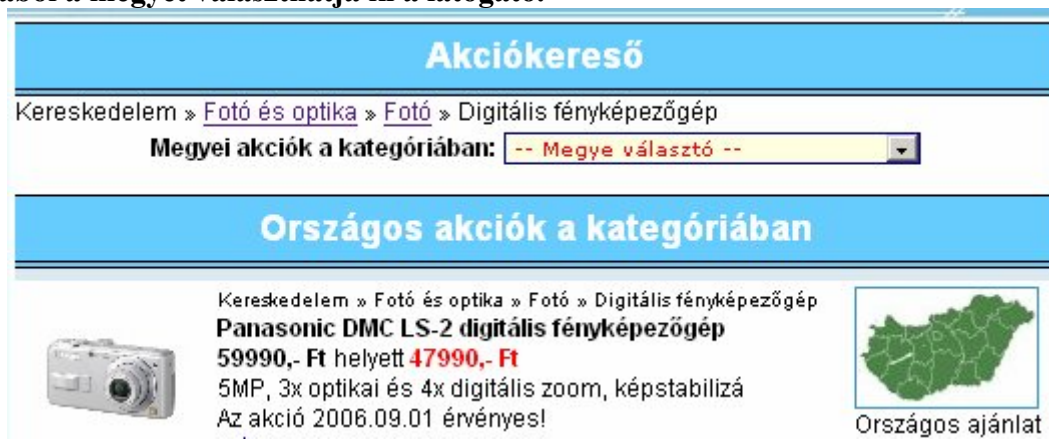 a megyét
a látogató.
Akciókereső
Kereskedelem » Fotó és optika » Fotó » Digitális fényképezőgép
Megyei akciók a kategóriában: -- Megye választó --
Országos akciók a kategóriában
Kereskedelem » Fotó és optika » Fotó » Digitális fényképezőgép
Panasonic DMC LS-2 digitális fényképezőgép
59990,- Ft helyett 47990,- Ft
5MP, 3x optikai és 4x digitális zoom, képstabilizá
Az akció 2006.09.01 érvényes!
Országos ajánlat